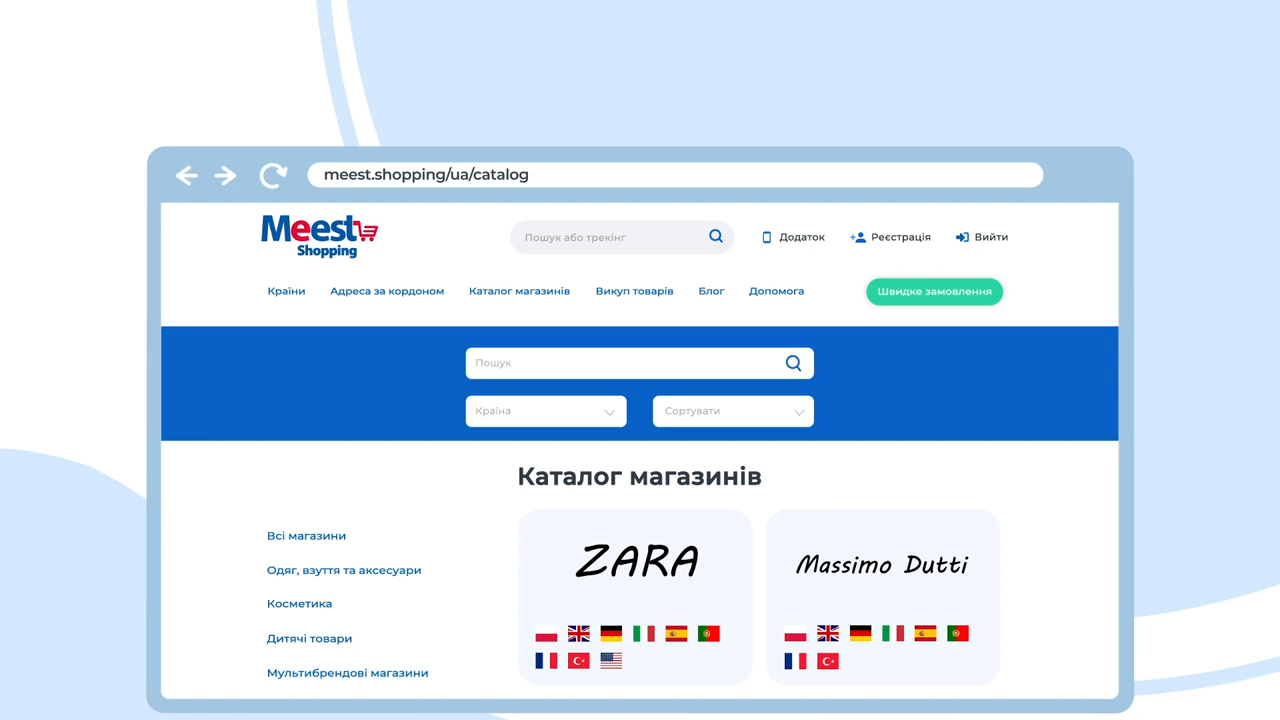 meest.shopping/ua/catalog
Meest
Shopping
Пошук або трекінг
Додаток
Реєстрація
Вийти
Країни
Адреса за кордоном
Каталог магазинів
Викуп товарів
Блог
Допомога
Швидке замовлення
Пошук
Країна
Сортувати
Каталог магазинів
Всі магазини
Одяг, взуття та аксесуари
Косметика
Дитячі товари
Мультибрендові магазини
ZARA
Massimo Dutti